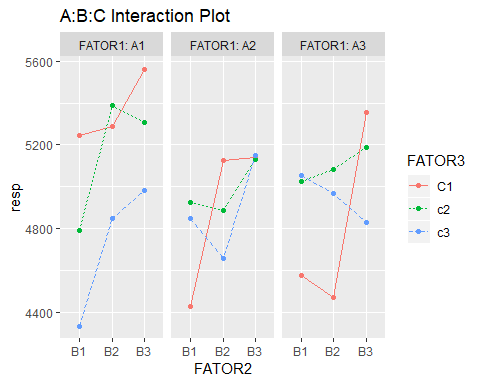 A:B:C Interaction Plot
FATOR1: A1
FATOR1: A2
FATOR1: A3
5600
5200
4800
4400
resp
B1 B2 B3
B1 B2 B3
B1 B2 B3
FATOR2
FATOR3
C1
c2
c3